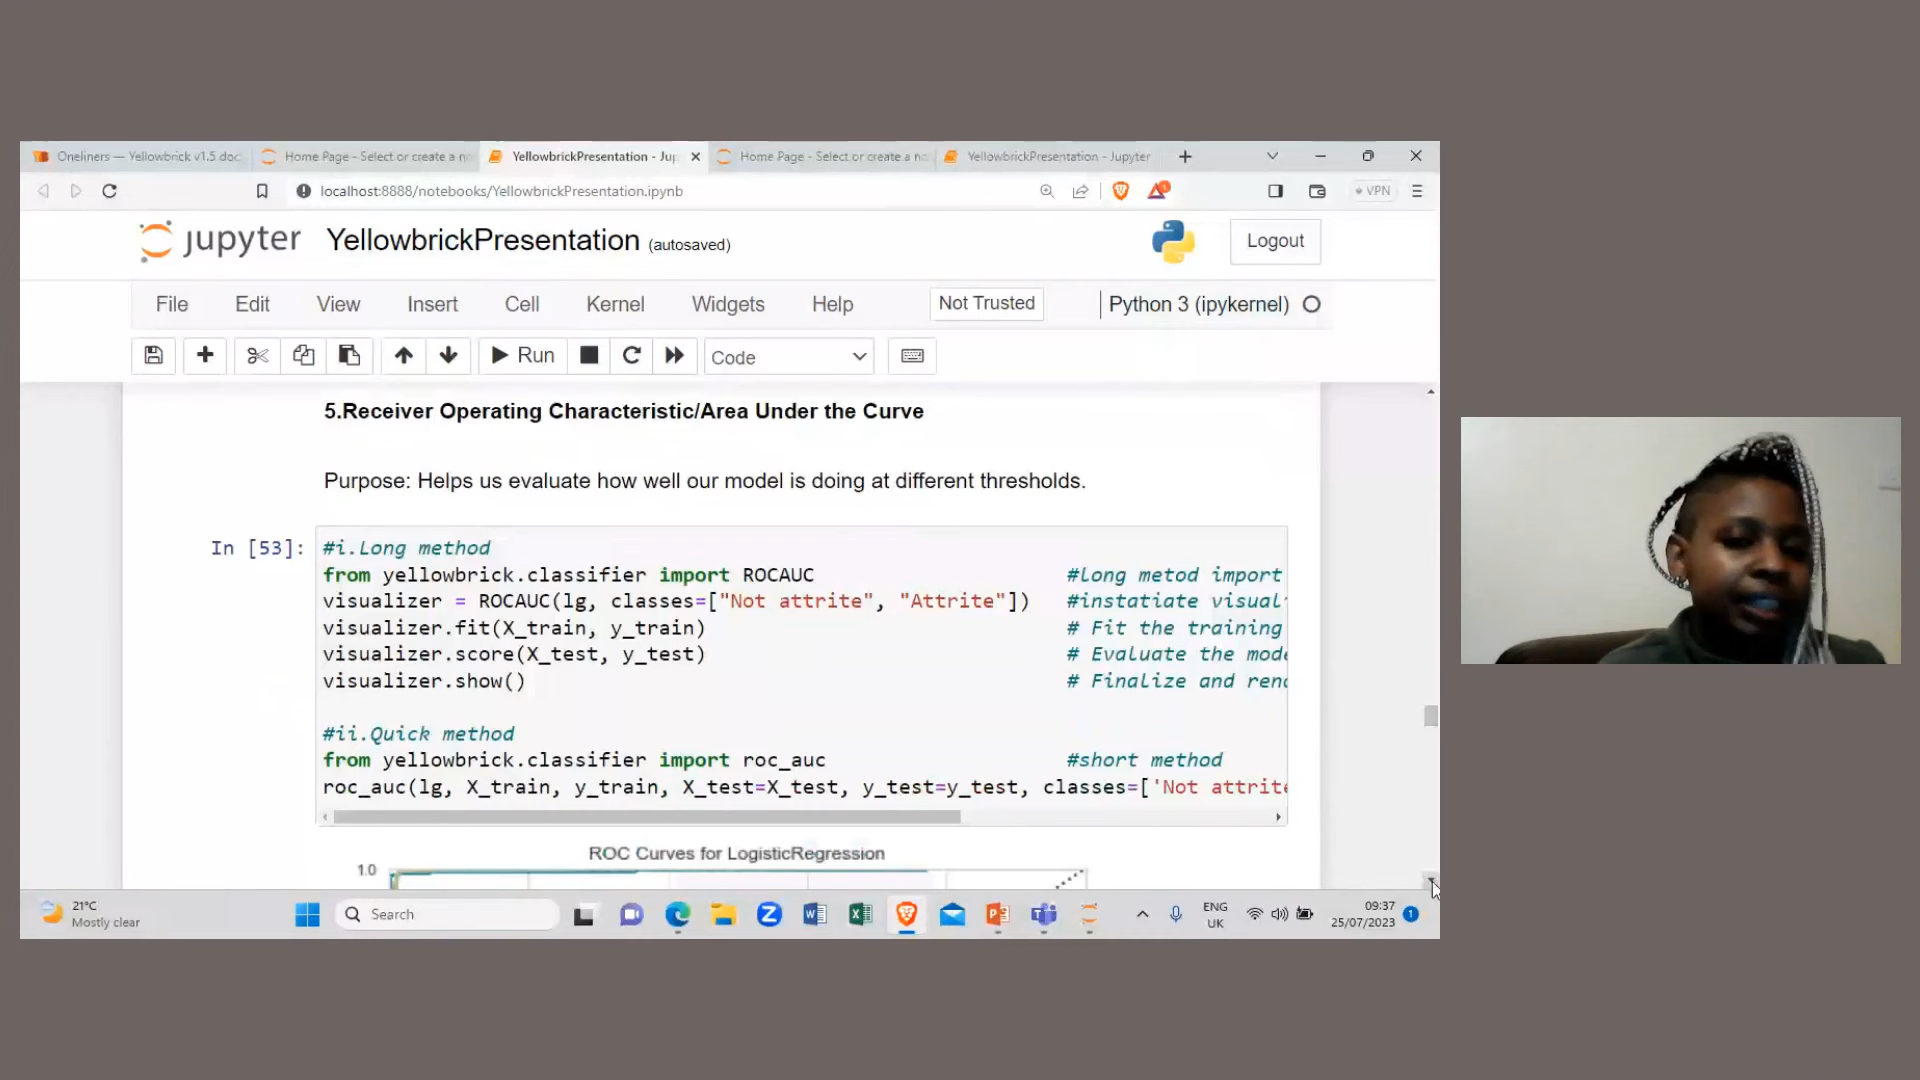 Oneliners — Yellowbrick v1.5 doc
Home Page - Select or create a no
YellowbrickPresentation - Jup
Home Page - Select or create a no
YellowbrickPresentation - Jupyter
localhost:8888/notebooks/YellowbrickPresentation.ipynb
VPN
jupyter YellowbrickPresentation (autosaved)
Logout
File Edit View Insert Cell Kernel Widgets Help
Not Trusted
Python 3 (ipykernel)
Run
Code
5.Receiver Operating Characteristic/Area Under the Curve
Purpose: Helps us evaluate how well our model is doing at different thresholds.
In [53]:
#i.Long method
from yellowbrick.classifier import ROCAUC #Long metod import
visualizer = ROCAUC(lg, classes=["Not attrite", "Attrite"]) #instatiate visual
visualizer.fit(X_train, y_train) # Fit the training
visualizer.score(X_test, y_test) # Evaluate the mode
visualizer.show() # Finalize and rend
#ii.Quick method
from yellowbrick.classifier import roc_auc #short method
roc_auc(lg, X_train, y_train, X_test=X_test, y_test=y_test, classes=['Not attrite
ROC Curves for LogisticRegression
1.0
21°C
Mostly clear
Search
ENG
UK
09:37
25/07/2023
1